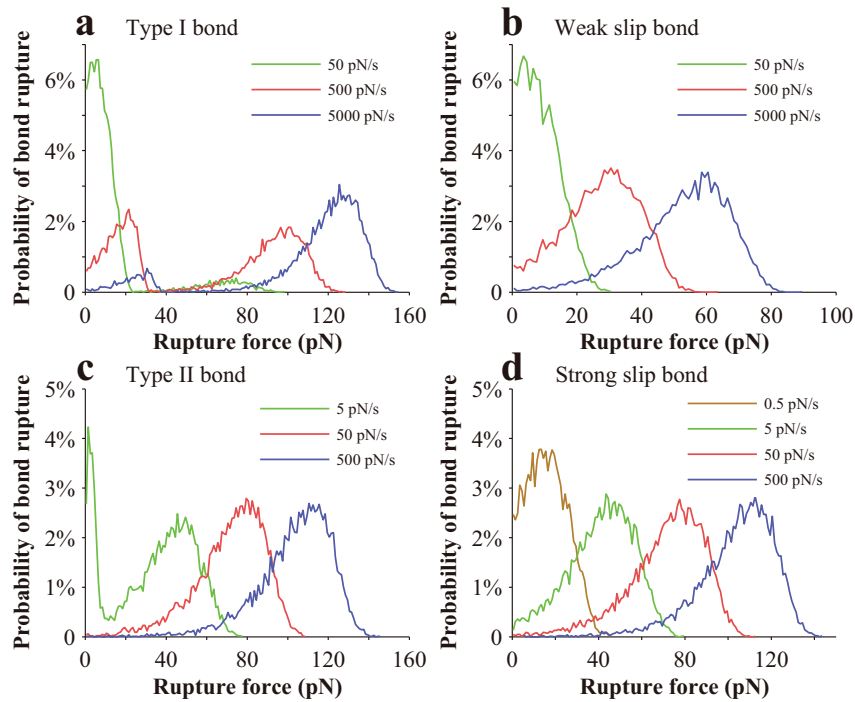 a Type I bond
Probability of bond rupture
6%
4%
2%
0
50 pN/s
500 pN/s
5000 pN/s
0 40 80 120 160
Rupture force (pN)
b Weak slip bond
Probability of bond rupture
6%
4%
2%
0
50 pN/s
500 pN/s
5000 pN/s
0 20 40 60 80 100
Rupture force (pN)
c Type II bond
Probability of bond rupture
5%
4%
3%
2%
1%
0
5 pN/s
50 pN/s
500 pN/s
0 40 80 120 160
Rupture force (pN)
d Strong slip bond
Probability of bond rupture
5%
4%
3%
2%
1%
0
0.5 pN/s
5 pN/s
50 pN/s
500 pN/s
0 40 80 120
Rupture force (pN)